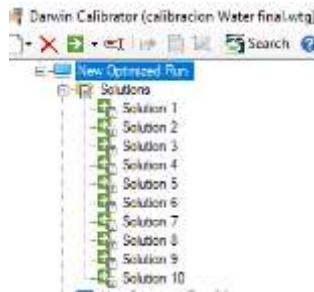 Darwin Calibrator (calibracion Water final.wtg)
Search
New Optimized Run
Solutions
Solution 1
Solution 2
Solution 3
Solution 4
Solution 5
Solution 6
Solution 7
Solution 8
Solution 9
Solution 10